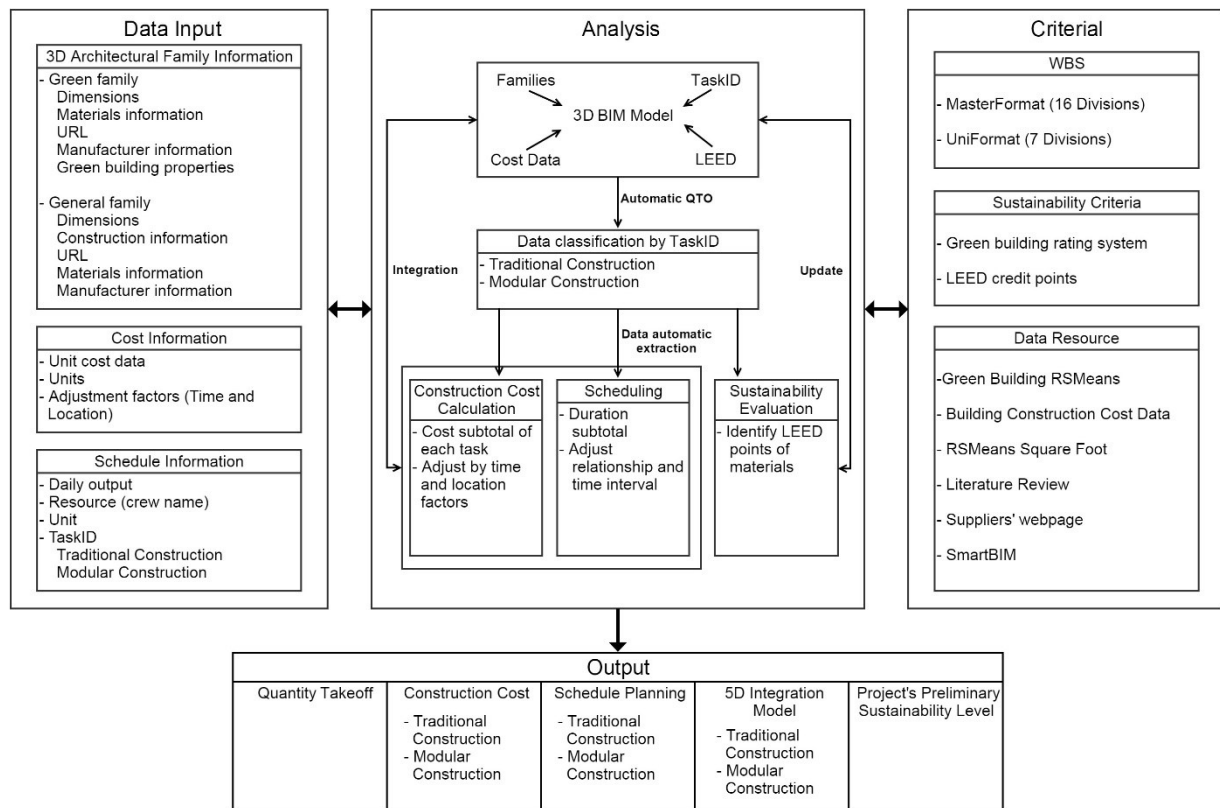 Data Input
3D Architectural Family Information
- Green family
Dimensions
Materials information
URL
Manufacturer information
Green building properties
- General family
Dimensions
Construction information
URL
Materials information
Manufacturer information
Cost Information
- Unit cost data
- Units
- Adjustment factors (Time and
Location)
Schedule Information
- Daily output
- Resource (crew name)
- Unit
- TaskID
Traditional Construction
Modular Construction
Analysis
Families
TaskID
3D BIM Model
Cost Data
LEED
Automatic QTO
Data classification by TaskID
- Traditional Construction
- Modular Construction
Integration
Update
Data automatic
extraction
Construction Cost
Calculation
- Cost subtotal of
each task
- Adjust by time
and location
factors
Scheduling
- Duration
subtotal
- Adjust
relationship and
time interval
Sustainability
Evaluation
- Identify LEED
points of
materials
Criterial
WBS
- MasterFormat (16 Divisions)
- UniFormat (7 Divisions)
Sustainability Criteria
- Green building rating system
- LEED credit points
Data Resource
-Green Building RSMeans
- Building Construction Cost Data
- RSMeans Square Foot
- Literature Review
- Suppliers' webpage
- SmartBIM
Output
Quantity Takeoff
Construction Cost
- Traditional
Construction
- Modular
Construction
Schedule Planning
- Traditional
Construction
- Modular
Construction
5D Integration
Model
- Traditional
Construction
- Modular
Construction
Project's Preliminary
Sustainability Level